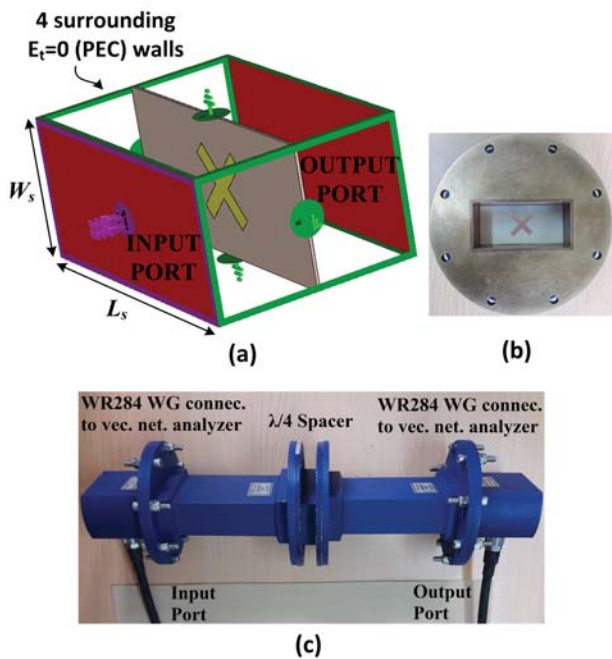 4 surrounding
Eₜ=0 (PEC) walls
Wₛ
INPUT
PORT
OUTPUT
PORT
Lₛ
(a)
(b)
WR284 WG connec.
to vec. net. analyzer
λ/4 Spacer
WR284 WG connec.
to vec. net. analyzer
Input
Port
Output
Port
(c)